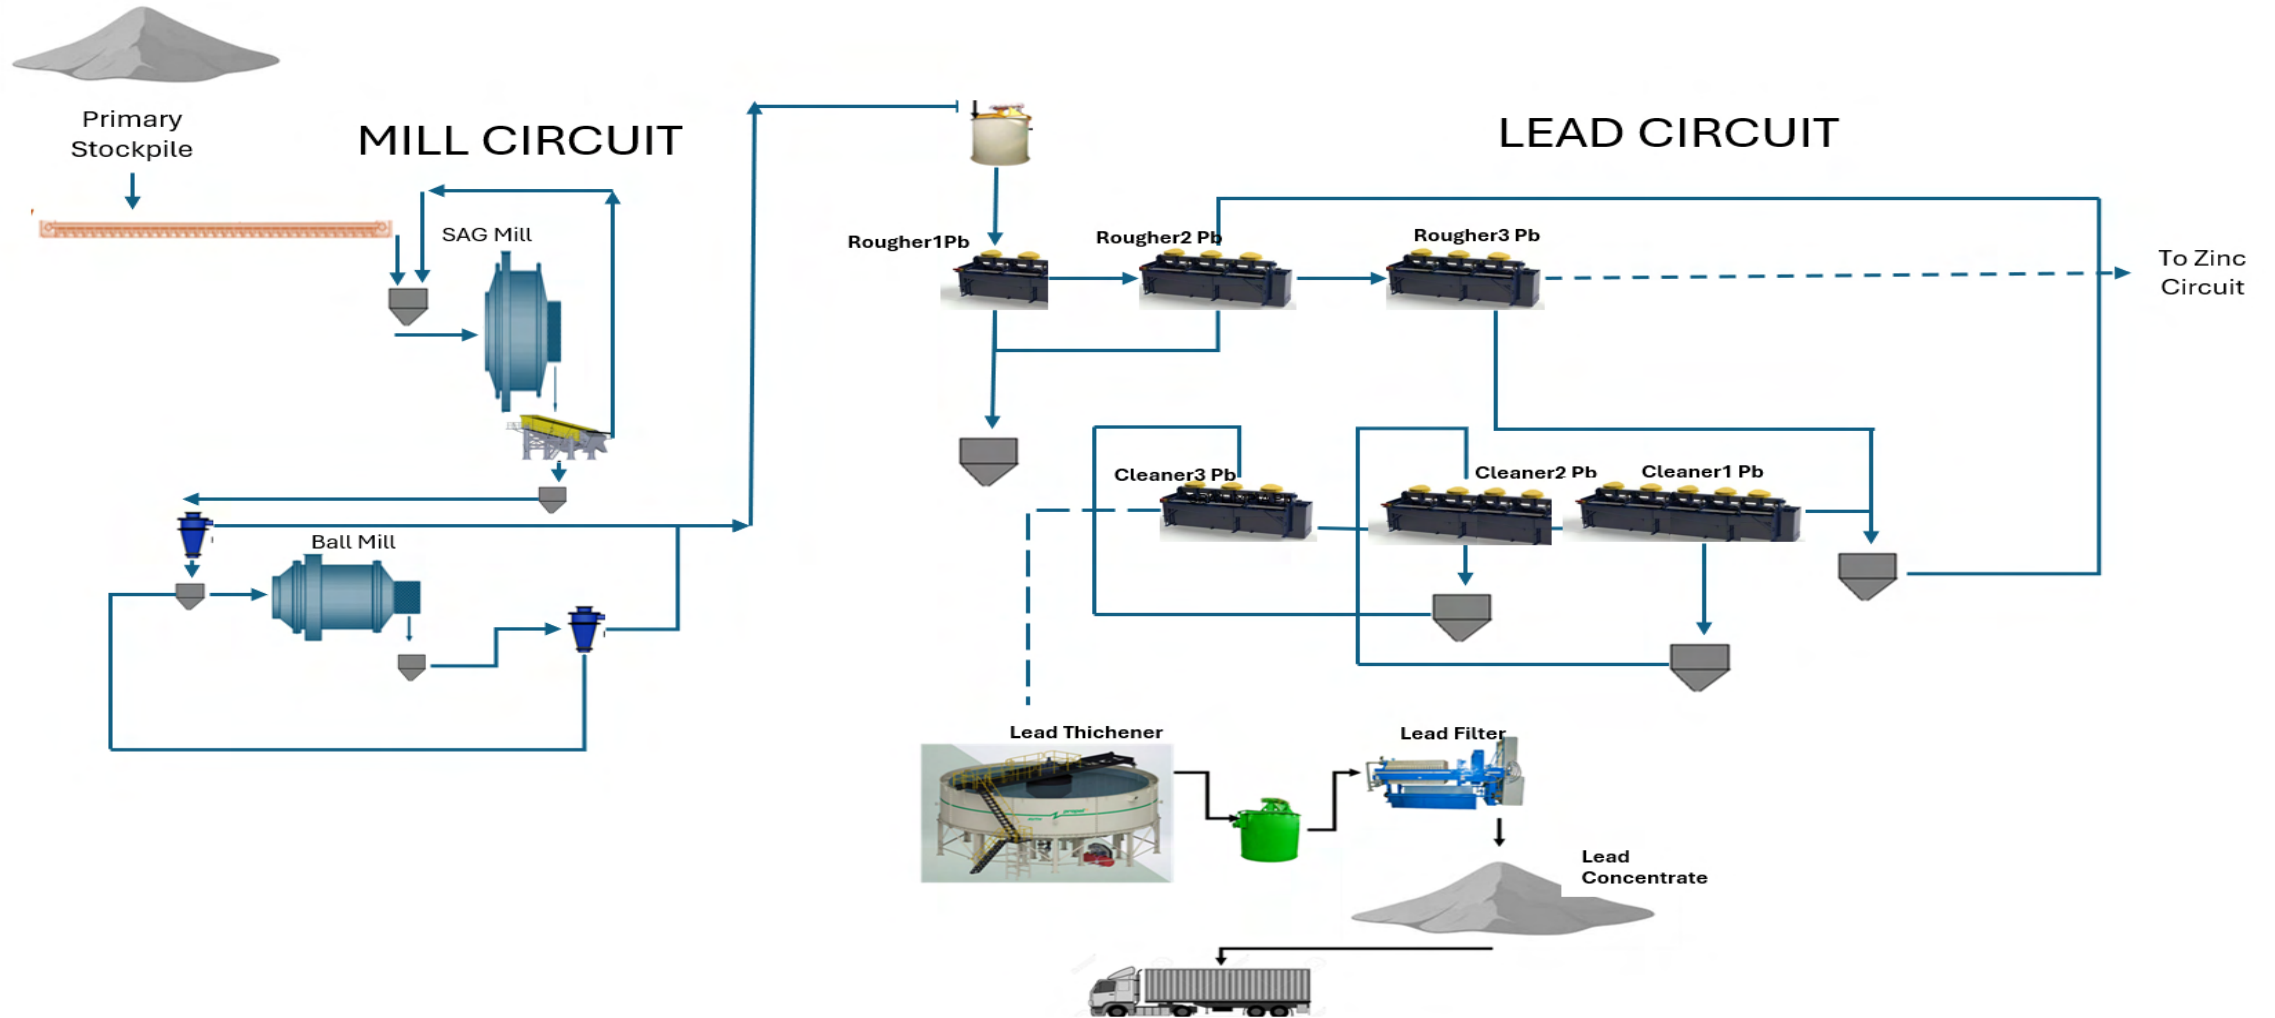 Primary
Stockpile
MILL CIRCUIT
SAG Mill
Ball Mill
LEAD CIRCUIT
Rougher1Pb
Rougher2 Pb
Rougher3 Pb
To Zinc
Circuit
Cleaner3 Pb
Cleaner2 Pb
Cleaner1 Pb
Lead Thichener
Lead Filter
Lead
Concentrate